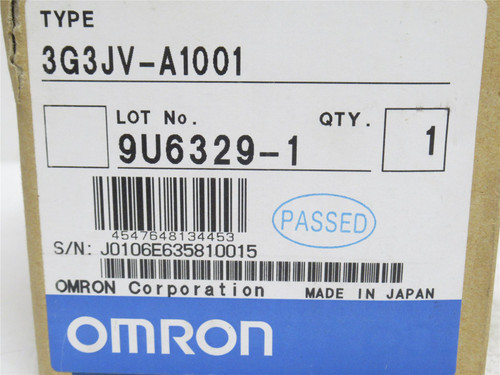 TYPE
3G3JV-A1001
LOT No. QTY.
9U6329-1 1
PASSED
4547648134453
S/N: J0106E635810015
OMRON Corporation MADE IN JAPAN
OMRON